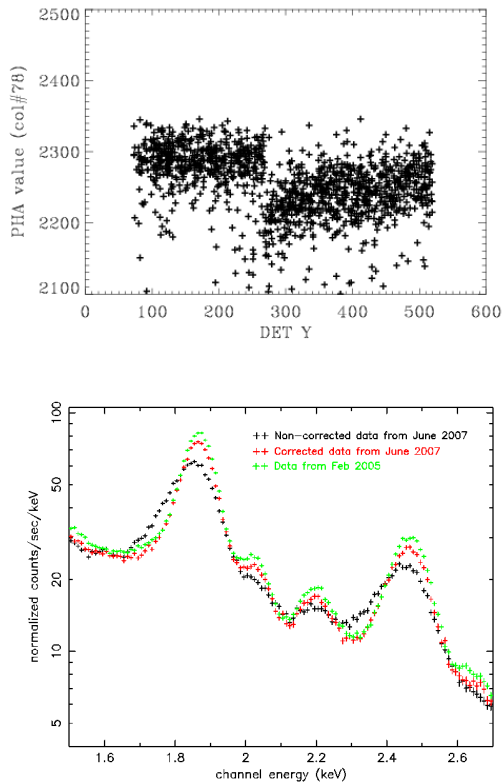 2500
2400
2300
2200
2100
PHA value (col#78)
0 100 200 300 400 500 600
DET Y
100
50
20
10
5
normalized counts/sec/keV
Non-corrected data from June 2007
Corrected data from June 2007
Data from Feb 2005
1.6 1.8 2 2.2 2.4 2.6
channel energy (keV)